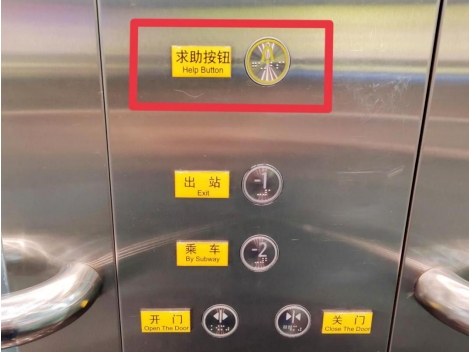 求助按钮
Help Button
出 站
Exit
-1
乘 车
By Subway
-2
开 门
Open The Door
关 门
Close The Door